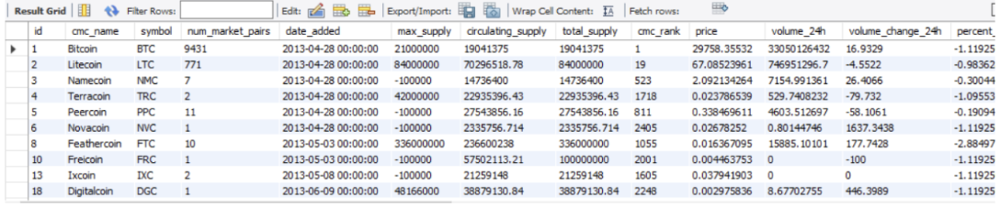 Result Grid Filter Rows: Edit: Export/Import: Wrap Cell Content: IA Fetch rows:
id cmc_name symbol num_market_pairs date_added max_supply circulating_supply total_supply cmc_rank price volume_24h volume_change_24h percent_
1 Bitcoin BTC 9431 2013-04-28 00:00:00 21000000 19041375 19041375 1 29758.35532 33050126432 16.9329 -1.11925
2 Litecoin LTC 771 2013-04-28 00:00:00 84000000 70296518.78 84000000 19 67.08523961 746951296.7 -4.5522 -0.98362
3 Namecoin NMC 7 2013-04-28 00:00:00 -100000 14736400 14736400 523 2.092134264 7154.991361 26.4066 -0.30044
4 Terracoin TRC 2 2013-04-28 00:00:00 42000000 22935396.43 22935396.43 1718 0.023786539 529.7408232 -79.732 -1.09553
5 Peercoin PPC 11 2013-04-28 00:00:00 -100000 27543856.16 27543856.16 811 0.338469611 4603.512697 -58.1061 -0.19094
6 Novacoin NVC 1 2013-04-28 00:00:00 -100000 2335756.714 2335756.714 2405 0.02678252 0.80144746 1637.3438 -1.11925
8 Feathercoin FTC 10 2013-05-03 00:00:00 336000000 236600238 336000000 1055 0.016367095 15885.10101 177.7428 -2.88497
10 Freicoin FRC 1 2013-05-03 00:00:00 -100000 57502113.21 100000000 2001 0.004463753 0 -100 -1.11925
13 Ixcoin IXC 2 2013-05-08 00:00:00 -100000 21259148 21259148 1605 0.037941903 0 0 -1.11925
18 Digitalcoin DGC 1 2013-06-09 00:00:00 48166000 38879130.84 38879130.84 2248 0.002975836 8.67702755 446.3989 -1.11925